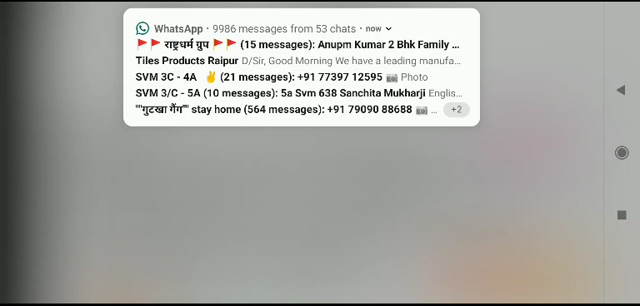 WhatsApp • 9986 messages from 53 chats • now
🚩🚩 राष्ट्रधर्म ग्रुप 🚩🚩 (15 messages): Anupm Kumar 2 Bhk Family ...
Tiles Products Raipur D/Sir, Good Morning We have a leading manufa...
SVM 3C - 4A ✌️ (21 messages): +91 77397 12595 📷 Photo
SVM 3/C - 5A (10 messages): 5a Svm 638 Sanchita Mukharji Englis...
""गुटखा गैंग"" stay home (564 messages): +91 79090 88688 📷 ... +2